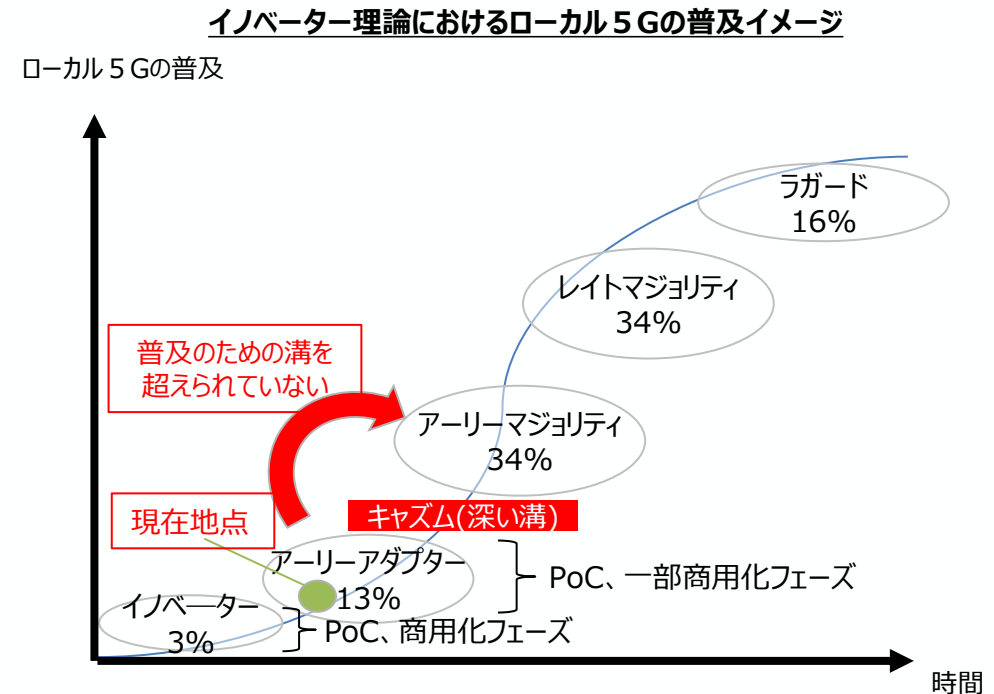 イノベーター理論におけるローカル５Gの普及イメージ
ローカル５Gの普及
ラガード
16%
レイトマジョリティ
34%
普及のための溝を
超えられていない
アーリーマジョリティ
34%
キャズム(深い溝)
現在地点
アーリーアダプター
13%
PoC、一部商用化フェーズ
イノベ―ター
3%
PoC、商用化フェーズ
時間